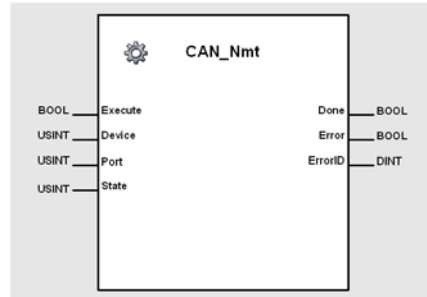 CAN_Nmt
BOOL Execute Done BOOL
USINT Device Error BOOL
USINT Port ErrorID DINT
USINT State